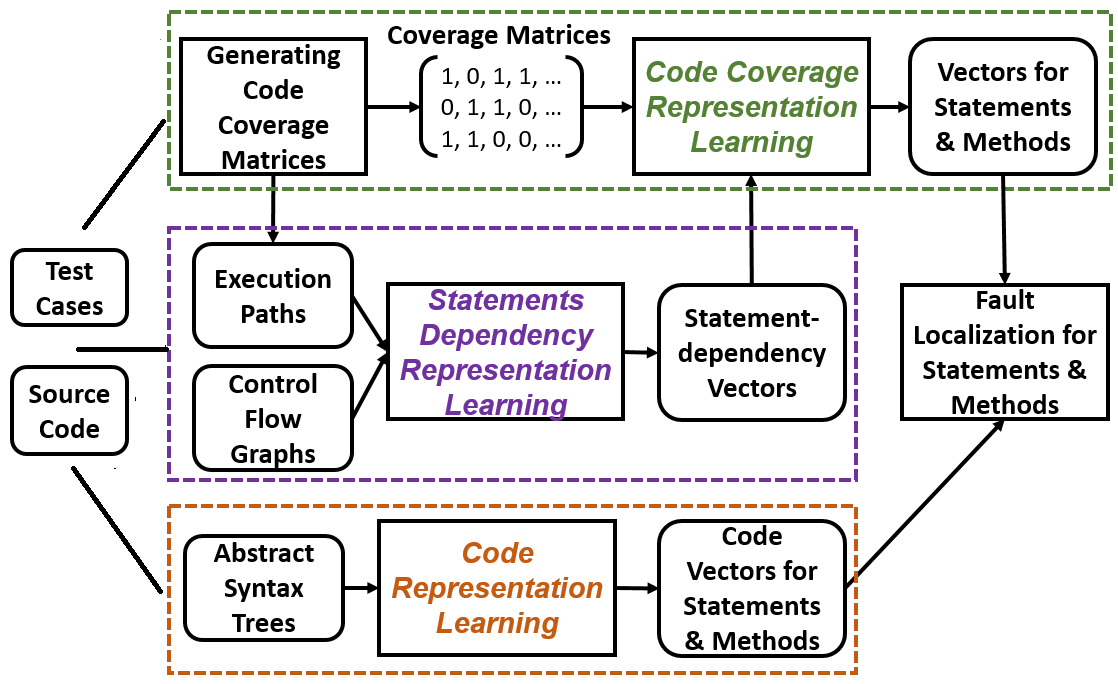 Generating
Code
Coverage
Matrices
Coverage Matrices
1, 0, 1, 1, ...
0, 1, 1, 0, ...
1, 1, 0, 0, ...
Code Coverage
Representation
Learning
Vectors for
Statements
& Methods
Test
Cases
Source
Code
Execution
Paths
Control
Flow
Graphs
Statements
Dependency
Representation
Learning
Statement-
dependency
Vectors
Fault
Localization for
Statements &
Methods
Abstract
Syntax
Trees
Code
Representation
Learning
Code
Vectors for
Statements
& Methods